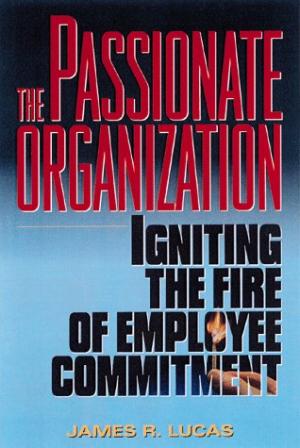 THE PASSIONATE
ORGANIZATION
IGNITING
THE FIRE
OF EMPLOYEE
COMMITMENT
JAMES R. LUCAS